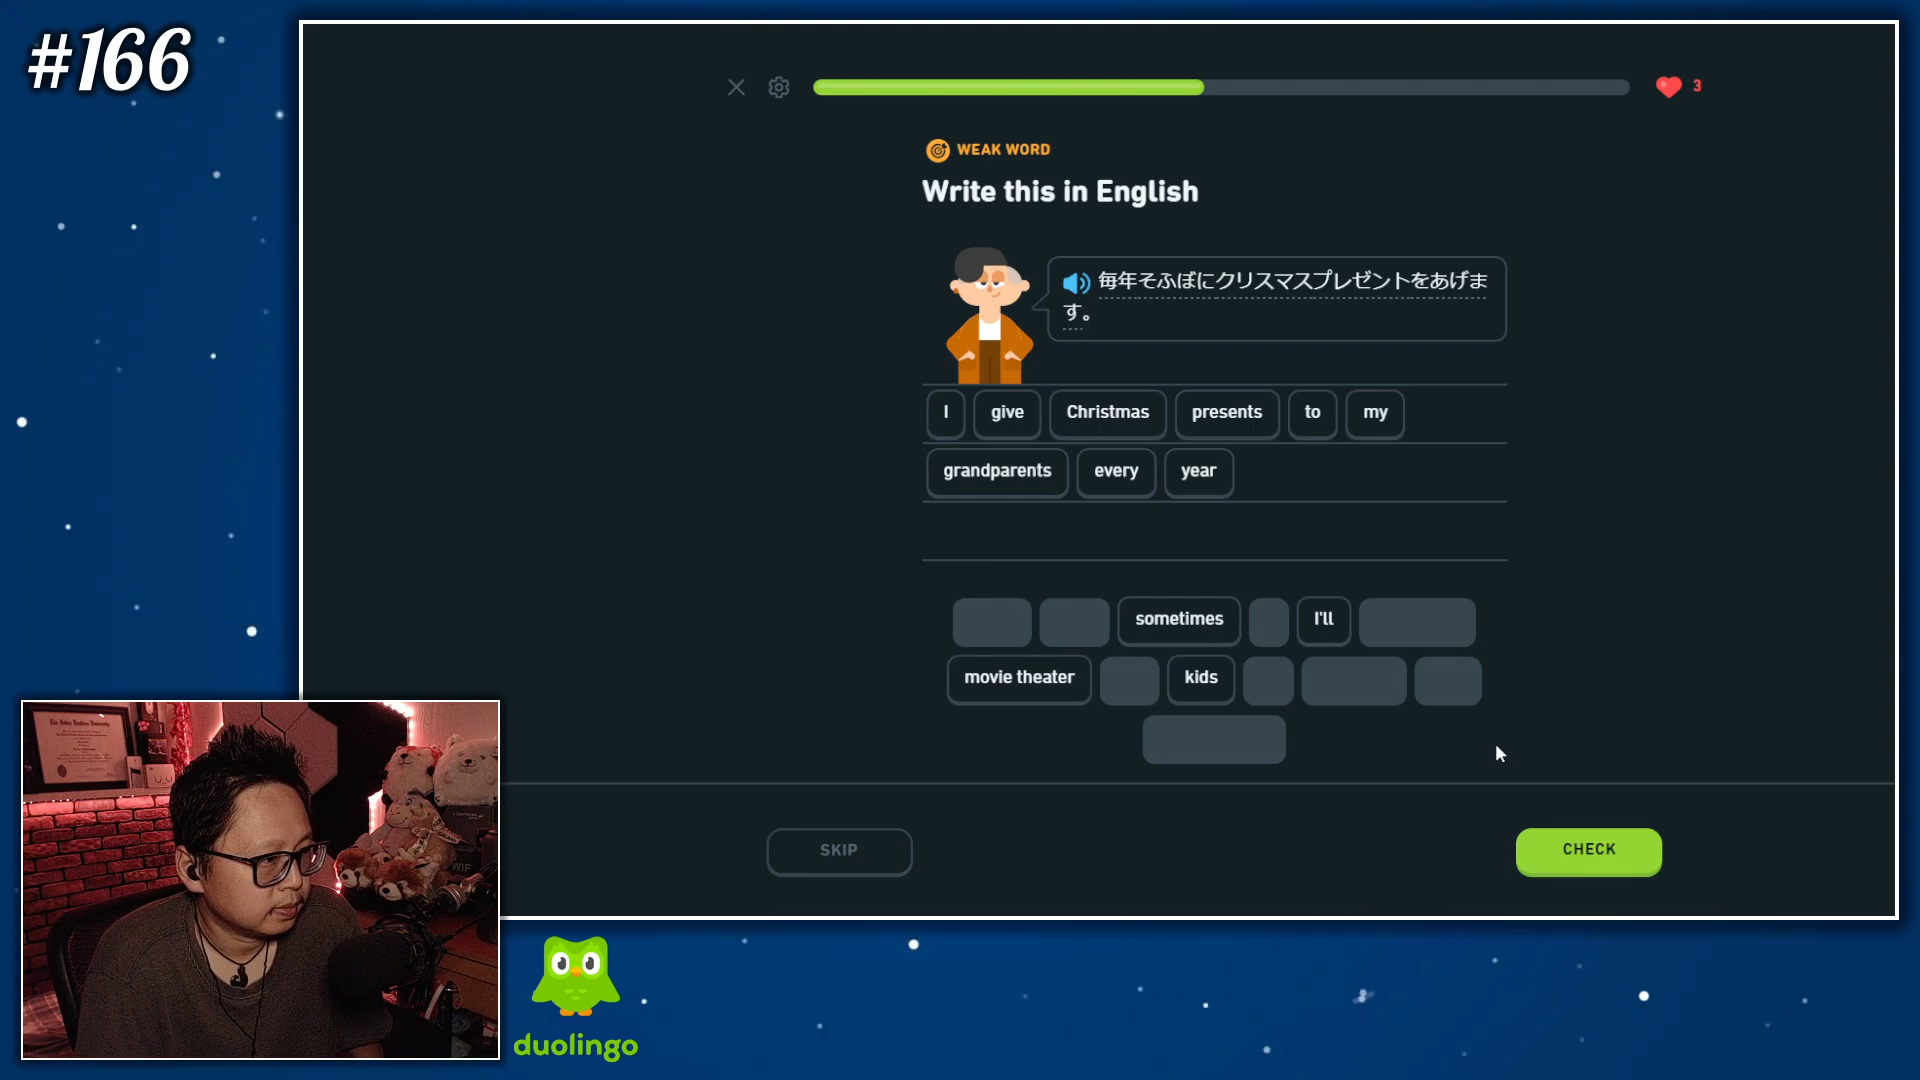 #166
3
WEAK WORD
Write this in English
毎年そふぼにクリスマスプレゼントをあげま
す。
I give Christmas presents to my
grandparents every year
sometimes I'll
movie theater kids
SKIP
CHECK
duolingo